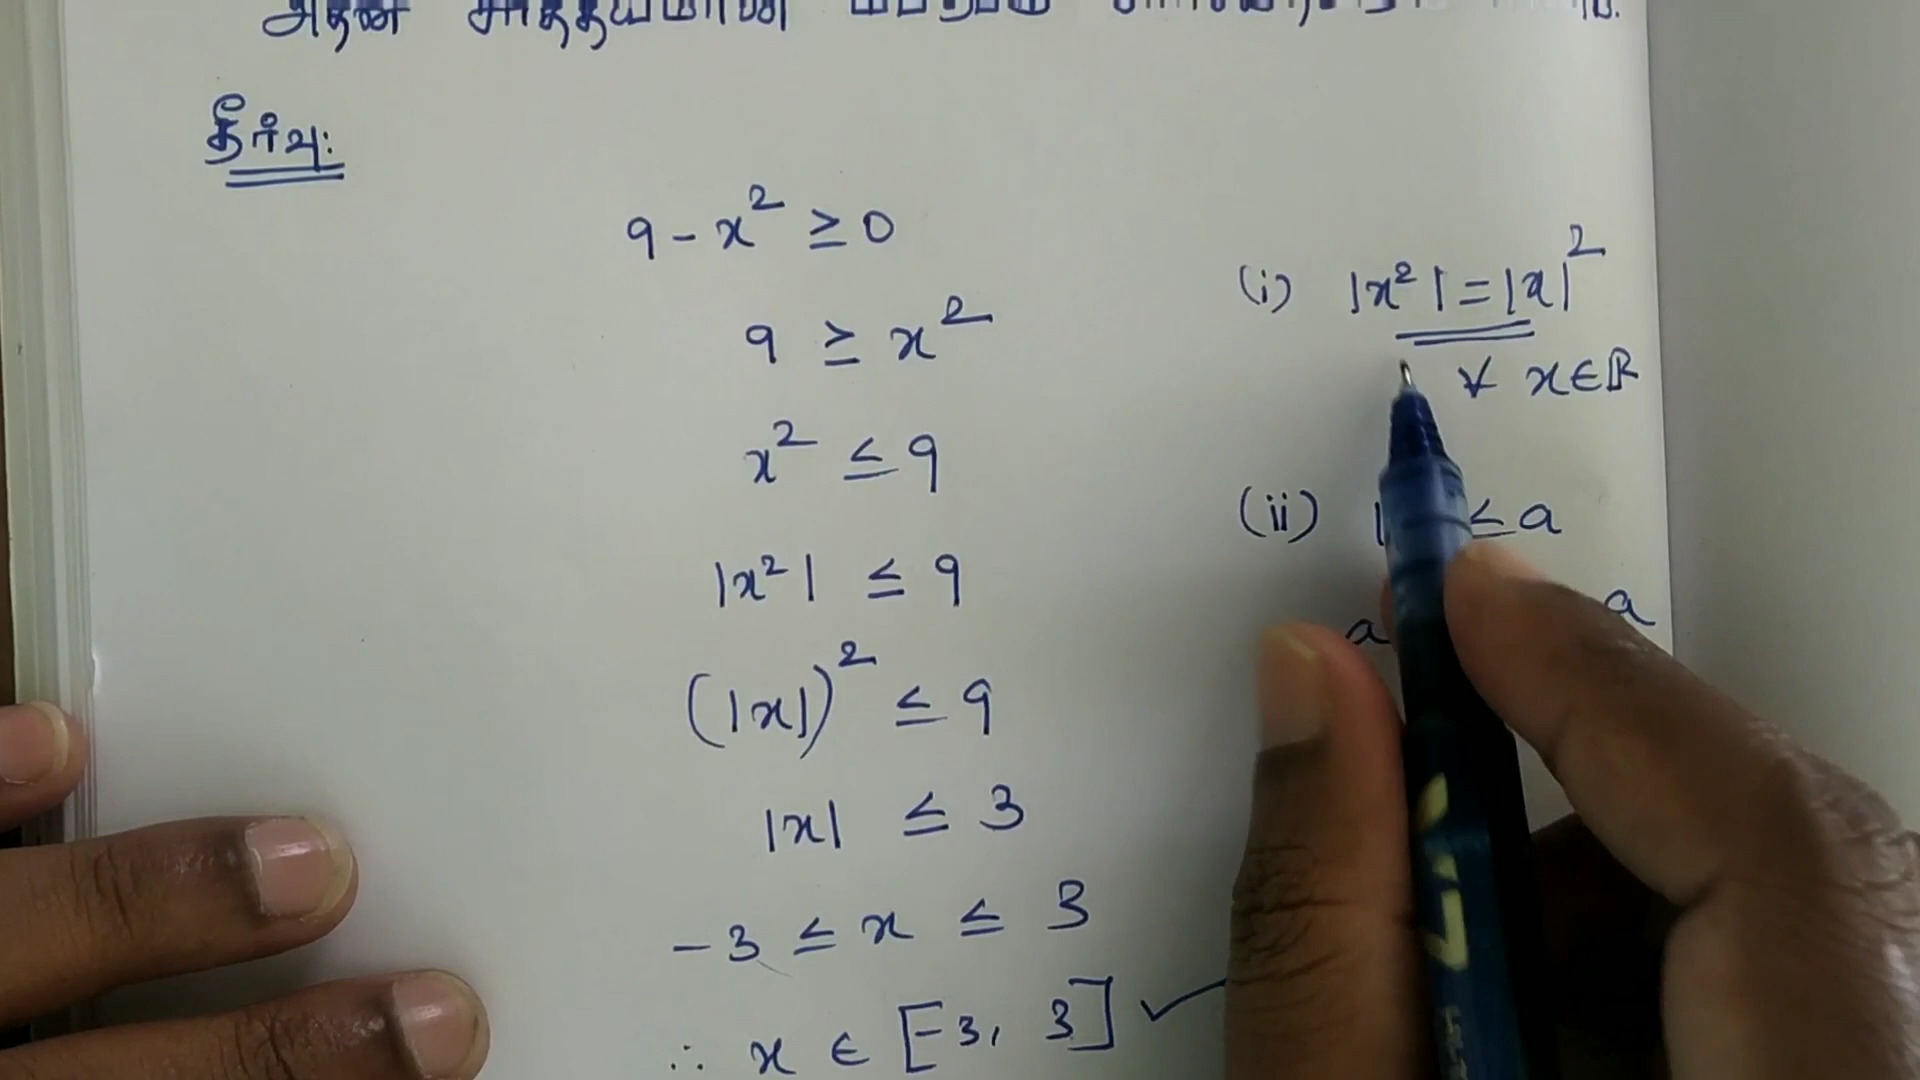 அதன்
தீர்வு:
9 - x² ≥ 0
9 ≥ x²
x² ≤ 9
|x²| ≤ 9
(|x|)² ≤ 9
|x| ≤ 3
-3 ≤ x ≤ 3
∴ x ∈ [-3, 3] ✓
(i) |x²| = |x|²
∀ x ∈ ℝ
(ii) | ≤ a
a a